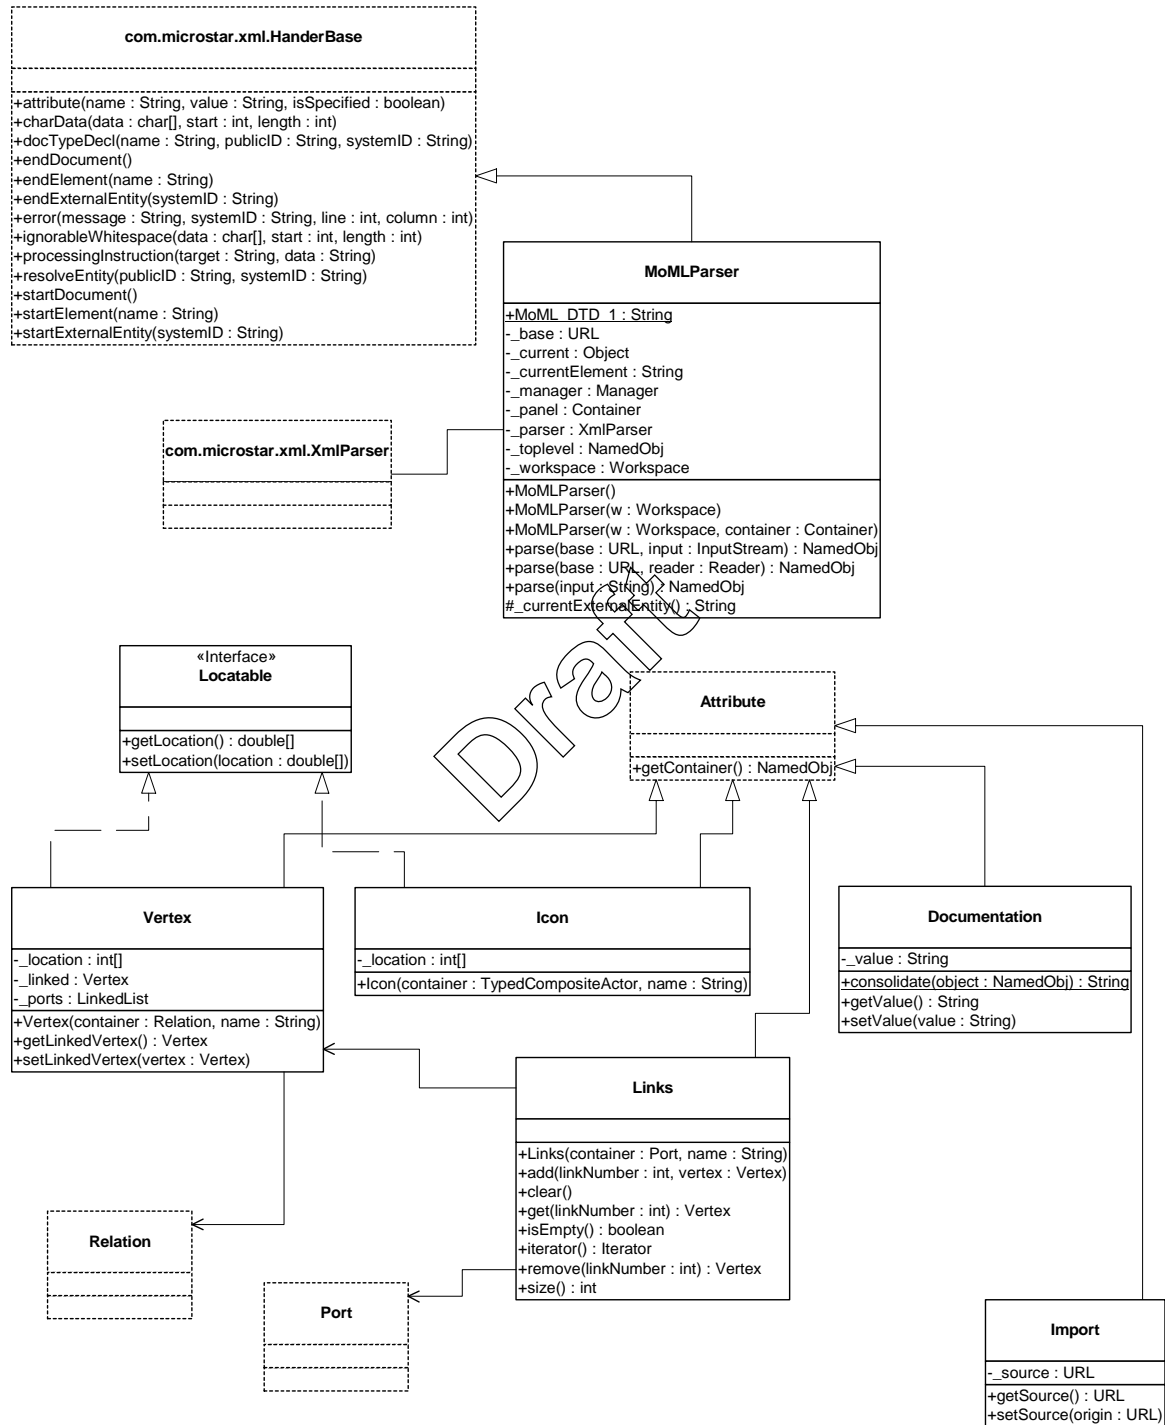 com.microstar.xml.HanderBase
+attribute(name : String, value : String, isSpecified : boolean)
+charData(data : char[], start : int, length : int)
+docTypeDecl(name : String, publicID : String, systemID : String)
+endDocument()
+endElement(name : String)
+endExternalEntity(systemID : String)
+error(message : String, systemID : String, line : int, column : int)
+ignorableWhitespace(data : char[], start : int, length : int)
+processingInstruction(target : String, data : String)
+resolveEntity(publicID : String, systemID : String)
+startDocument()
+startElement(name : String)
+startExternalEntity(systemID : String)
MoMLParser
+MoML_DTD_1 : String
-_base : URL
-_current : Object
-_currentElement : String
-_manager : Manager
-_panel : Container
-_parser : XmlParser
-_toplevel : NamedObj
-_workspace : Workspace
+MoMLParser()
+MoMLParser(w : Workspace)
+MoMLParser(w : Workspace, container : Container)
+parse(base : URL, input : InputStream) : NamedObj
+parse(base : URL, reader : Reader) : NamedObj
+parse(input : String) : NamedObj
#_currentExternalEntity() : String
com.microstar.xml.XmlParser
Draft
«Interface»
Locatable
+getLocation() : double[]
+setLocation(location : double[])
Attribute
+getContainer() : NamedObj
Vertex
-_location : int[]
-_linked : Vertex
-_ports : LinkedList
+Vertex(container : Relation, name : String)
+getLinkedVertex() : Vertex
+setLinkedVertex(vertex : Vertex)
Icon
-_location : int[]
+Icon(container : TypedCompositeActor, name : String)
Documentation
-_value : String
+consolidate(object : NamedObj) : String
+getValue() : String
+setValue(value : String)
Links
+Links(container : Port, name : String)
+add(linkNumber : int, vertex : Vertex)
+clear()
+get(linkNumber : int) : Vertex
+isEmpty() : boolean
+iterator() : Iterator
+remove(linkNumber : int) : Vertex
+size() : int
Relation
Port
Import
-_source : URL
+getSource() : URL
+setSource(origin : URL)